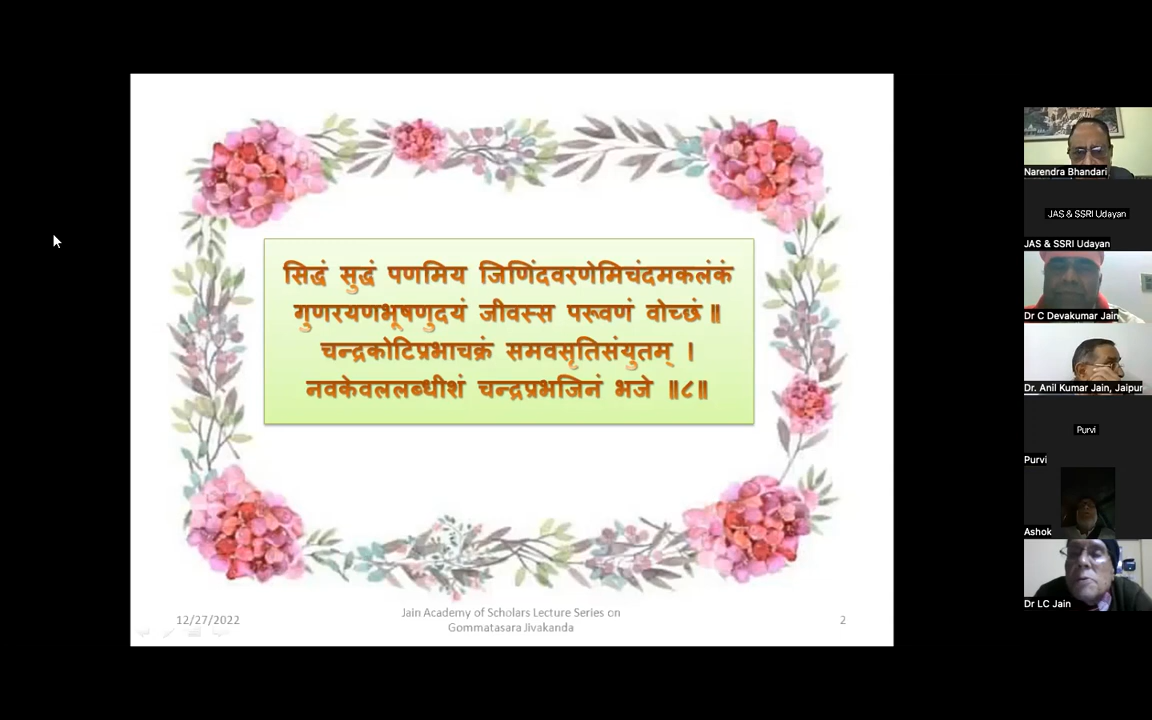 सिद्धं सुद्धं पणमिय जिणिंदवरणेमिचंदमकलंकं
गुणरयणभूषणुदयं जीवस्स परूवणं वोच्छं ॥
चन्द्रकोटिप्रभाचक्रं समवसृतिसंयुतम् ।
नवकेवललब्धीशं चन्द्रप्रभजिनं भजे ॥८॥
12/27/2022
Jain Academy of Scholars Lecture Series on
Gommatasara Jivakanda
2
Narendra Bhandari
JAS & SSRI Udayan
JAS & SSRI Udayan
Dr C Devakumar Jain
Dr. Anil Kumar Jain, Jaipur
Purvi
Purvi
Ashok
Dr LC Jain